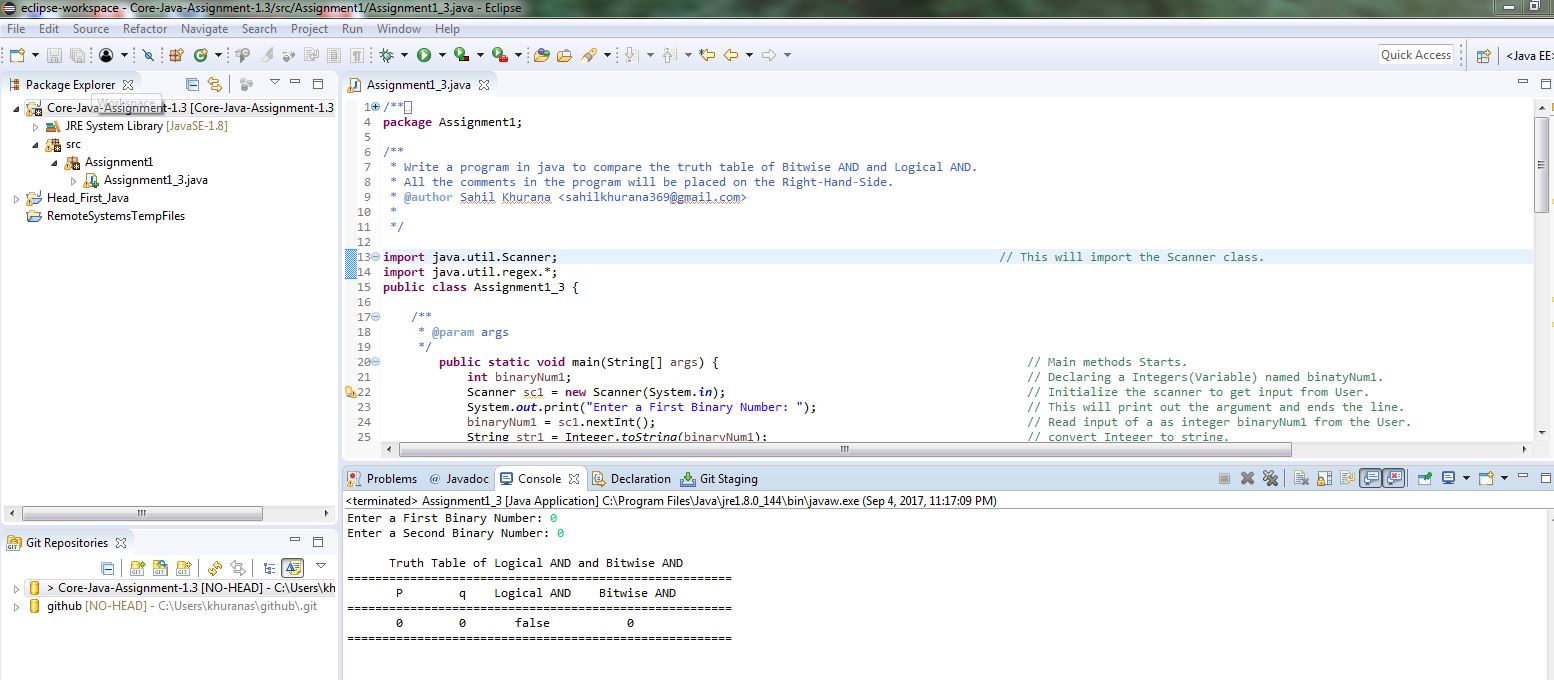 eclipse-workspace - Core-Java-Assignment-1.3/src/Assignment1/Assignment1_3.java - Eclipse
File Edit Source Refactor Navigate Search Project Run Window Help
Quick Access
<Java EE>
Package Explorer
Core-Java-Assignment-1.3 [Core-Java-Assignment-1.3
Workspace
JRE System Library [JavaSE-1.8]
src
Assignment1
Assignment1_3.java
Head_First_Java
RemoteSystemsTempFiles
Assignment1_3.java
1 /**
4 package Assignment1;
5
6 /**
7 * Write a program in java to compare the truth table of Bitwise AND and Logical AND.
8 * All the comments in the program will be placed on the Right-Hand-Side.
9 * @author Sahil Khurana <sahilkhurana369@gmail.com>
10 *
11 */
12
13 import java.util.Scanner; // This will import the Scanner class.
14 import java.util.regex.*;
15 public class Assignment1_3 {
16
17 /**
18 * @param args
19 */
20 public static void main(String[] args) { // Main methods Starts.
21 int binaryNum1; // Declaring a Integers(Variable) named binatyNum1.
22 Scanner sc1 = new Scanner(System.in); // Initialize the scanner to get input from User.
23 System.out.print("Enter a First Binary Number: "); // This will print out the argument and ends the line.
24 binaryNum1 = sc1.nextInt(); // Read input of a as integer binaryNum1 from the User.
25 String str1 = Integer.toString(binaryNum1); // convert Integer to string.
Git Repositories
> Core-Java-Assignment-1.3 [NO-HEAD] - C:\Users\kh
github [NO-HEAD] - C:\Users\khuranas\github\.git
Problems @ Javadoc Console Declaration Git Staging
<terminated> Assignment1_3 [Java Application] C:\Program Files\Java\jre1.8.0_144\bin\javaw.exe (Sep 4, 2017, 11:17:09 PM)
Enter a First Binary Number: 0
Enter a Second Binary Number: 0
Truth Table of Logical AND and Bitwise AND
=======================================================
P q Logical AND Bitwise AND
=======================================================
0 0 false 0
=======================================================